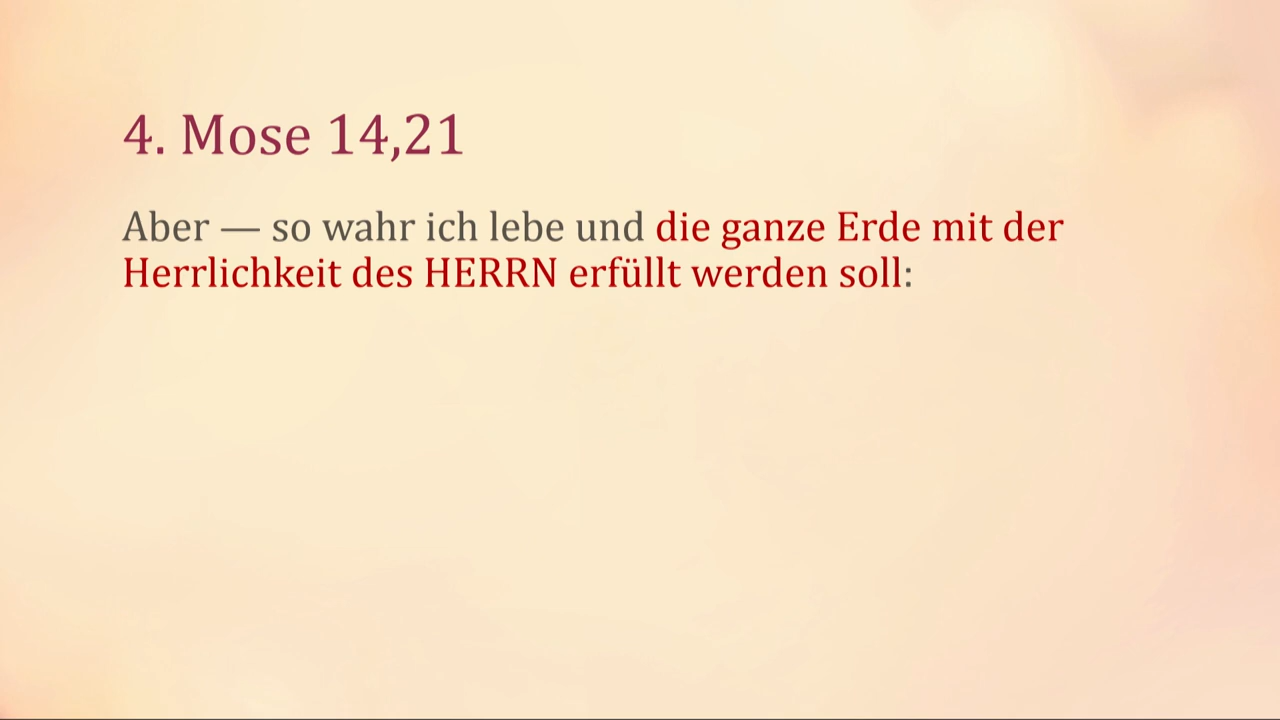 4. Mose 14,21
Aber — so wahr ich lebe und die ganze Erde mit der
Herrlichkeit des HERRN erfüllt werden soll: